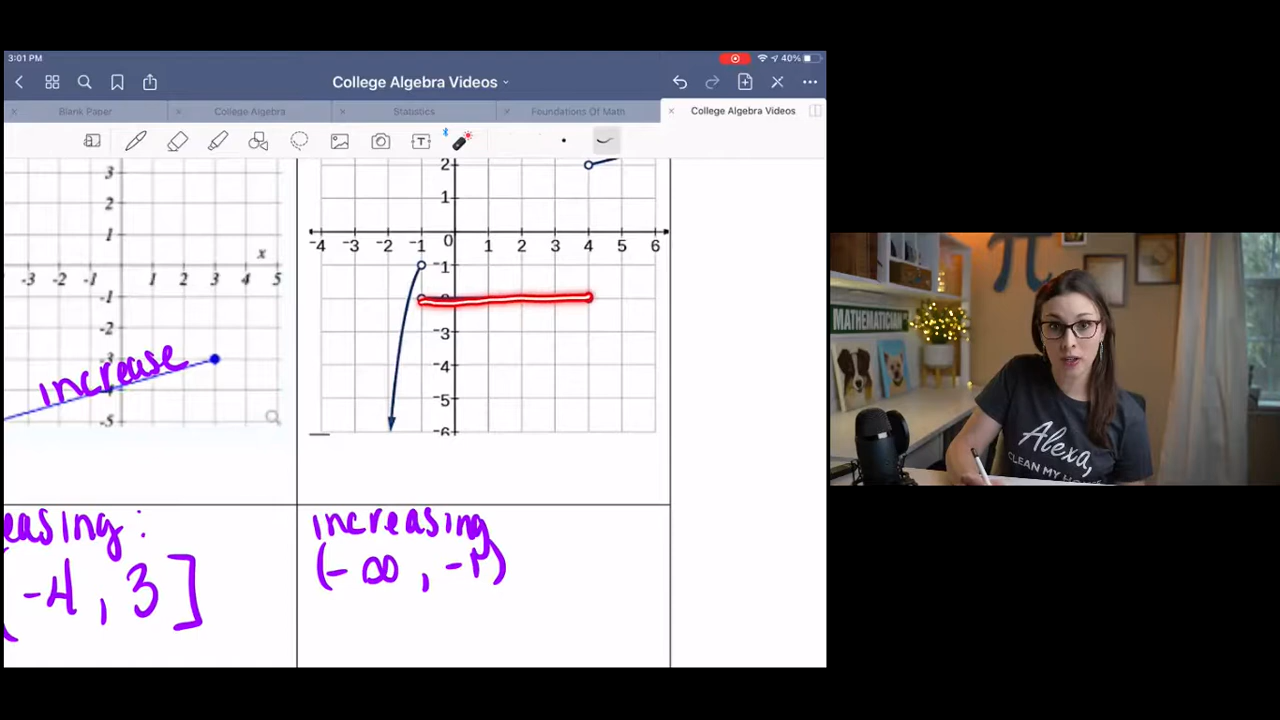 3:01 PM
40%
College Algebra Videos
Blank Paper
College Algebra
Statistics
Foundations Of Math
College Algebra Videos
T
3
2
1
x
-3 -2 -1 1 2 3 4 5
-1
-2
-3
-5
increase
2
1
-4 -3 -2 -1 0 1 2 3 4 5 6
-1
-3
-4
-5
-6
MATHEMATICIAN
Alexa,
CLEAN MY
easing:
-4, 3]
increasing
(-∞, -1)